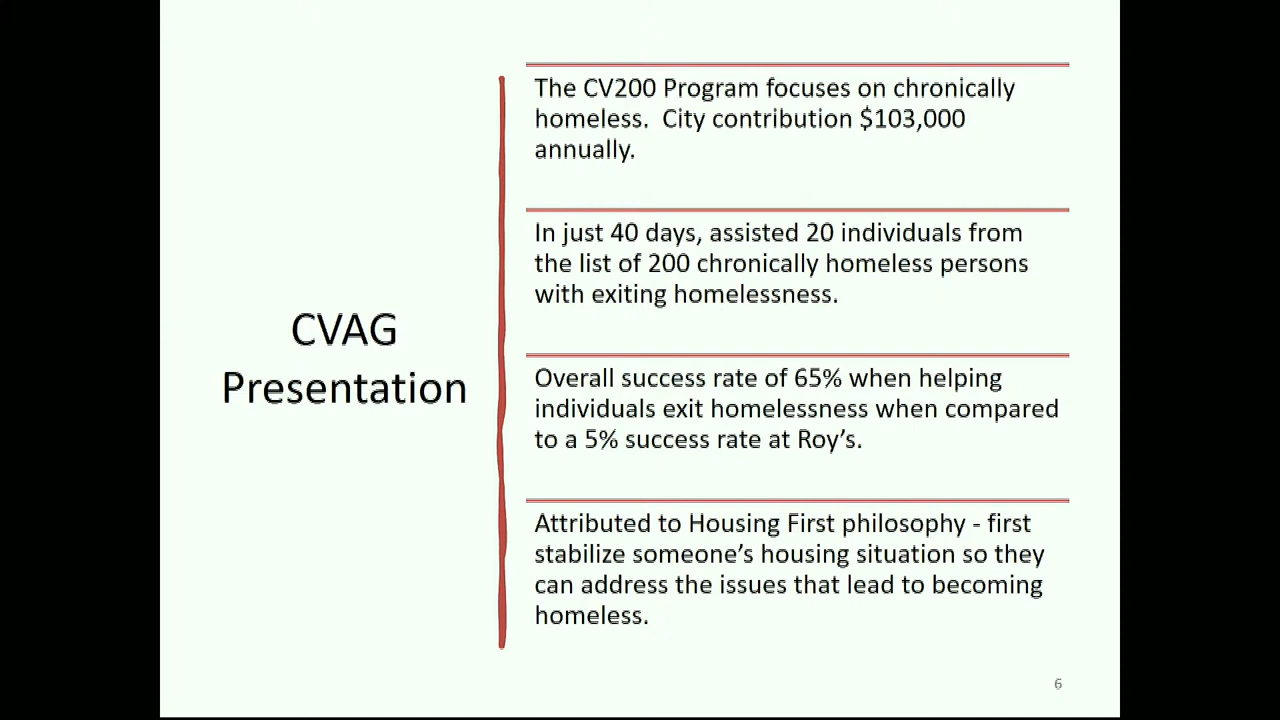 CVAG
Presentation
The CV200 Program focuses on chronically
homeless.  City contribution $103,000
annually.
In just 40 days, assisted 20 individuals from
the list of 200 chronically homeless persons
with exiting homelessness.
Overall success rate of 65% when helping
individuals exit homelessness when compared
to a 5% success rate at Roy’s.
Attributed to Housing First philosophy - first
stabilize someone’s housing situation so they
can address the issues that lead to becoming
homeless.
6